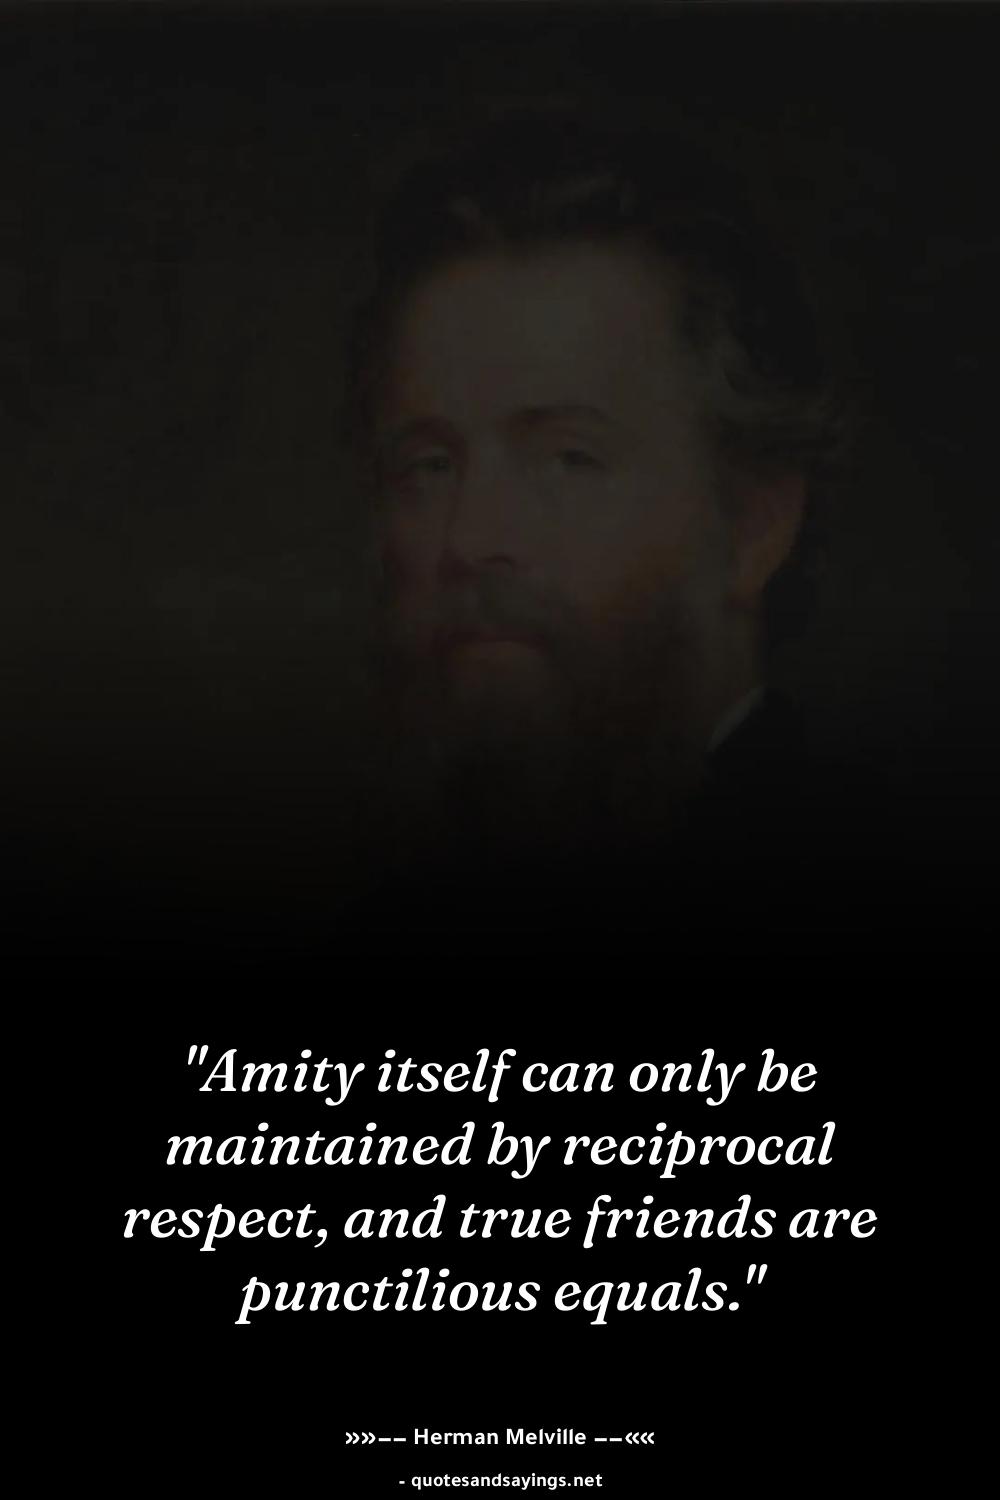 "Amity itself can only be
maintained by reciprocal
respect, and true friends are
punctilious equals."
»»−− Herman Melville −−««
- quotesandsayings.net